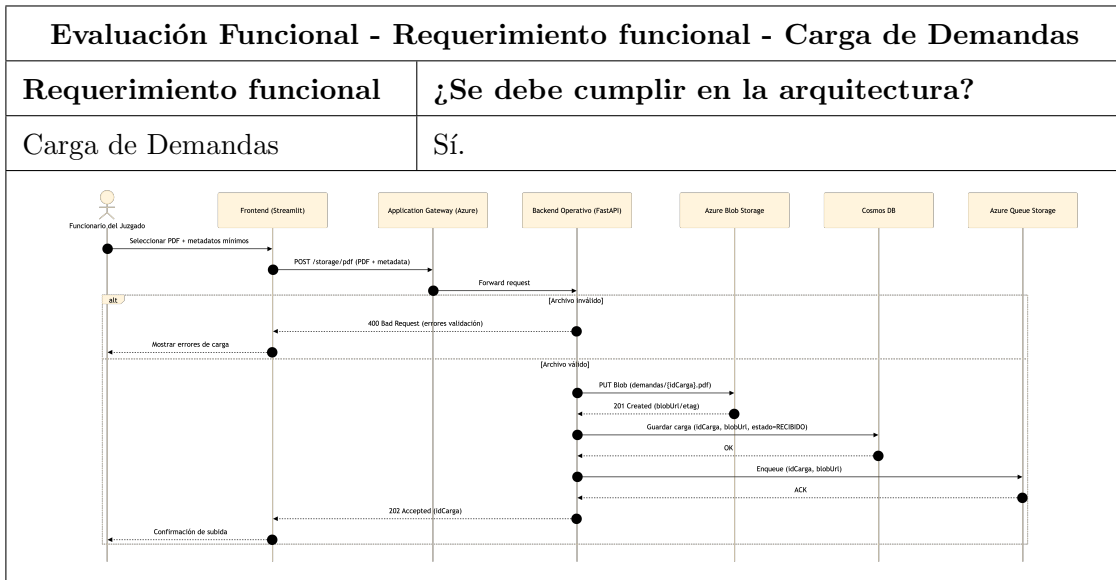 Evaluación Funcional - Requerimiento funcional - Carga de Demandas
Requerimiento funcional ¿Se debe cumplir en la arquitectura?
Carga de Demandas Sí.
Funcionario del Juzgado Frontend (Streamlit) Application Gateway (Azure) Backend Operativo (FastAPI) Azure Blob Storage Cosmos DB Azure Queue Storage
Seleccionar PDF + metadatos mínimos
POST /storage/pdf (PDF + metadata)
Forward request
alt [Archivo inválido]
400 Bad Request (errores validación)
Mostrar errores de carga
[Archivo válido]
PUT Blob (demandas/{idCarga}.pdf)
201 Created (blobUrl/etag)
Guardar carga (idCarga, blobUrl, estado=RECIBIDO)
OK
Enqueue (idCarga, blobUrl)
ACK
202 Accepted (idCarga)
Confirmación de subida